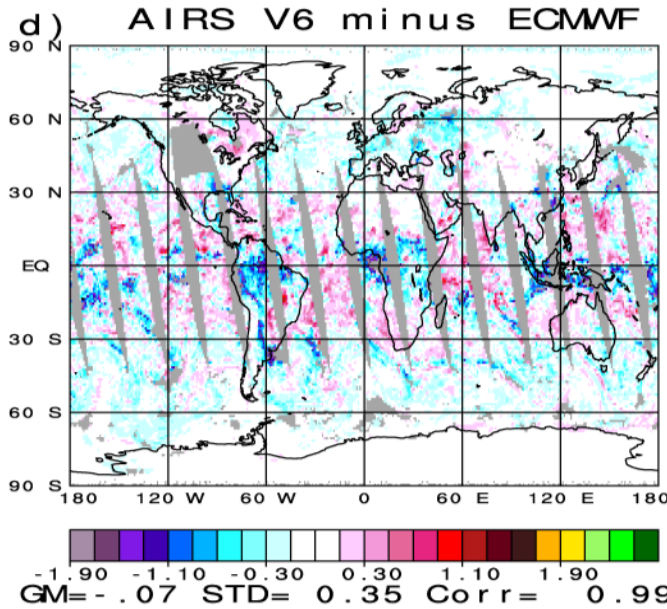 d) AIRS V6 minus ECMWF
90 N
60 N
30 N
EQ
30 S
60 S
90 S
180 120 W 60 W 0 60 E 120 E 180
-1.90 -1.10 -0.30 0.30 1.10 1.90
GM=-.07 STD= 0.35 Corr= 0.99